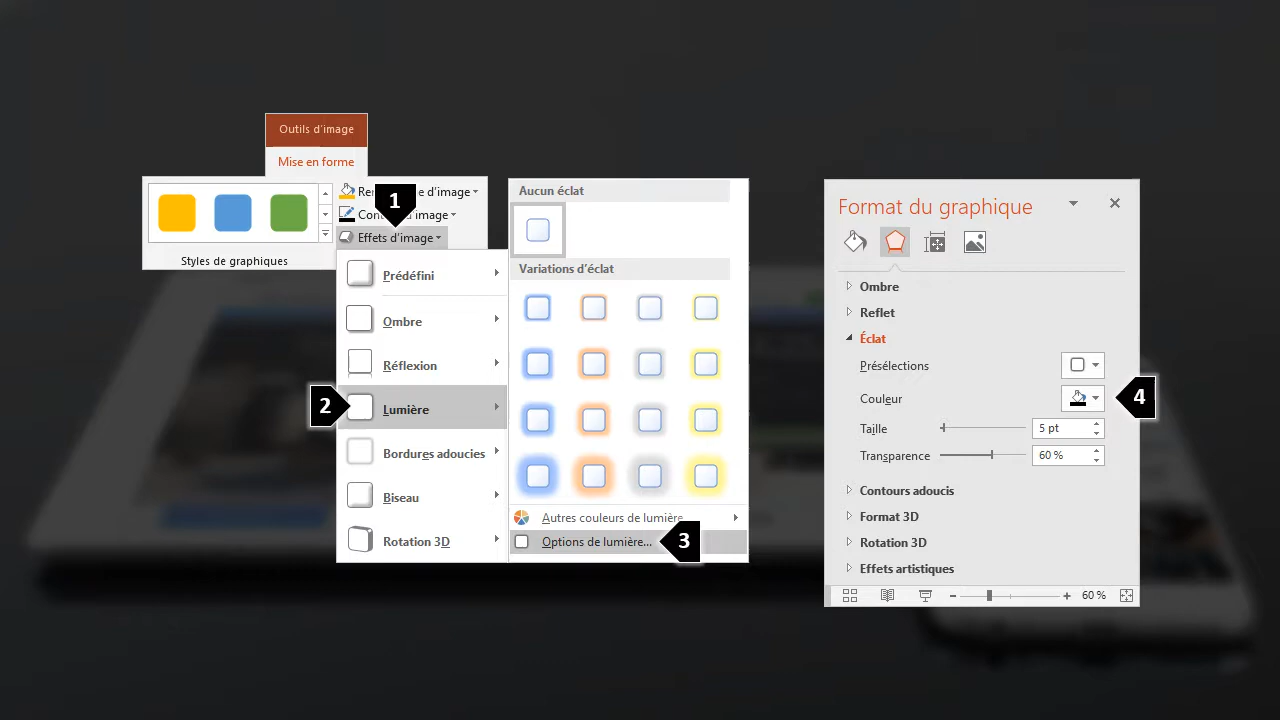 Outils d'image
Mise en forme
Styles de graphiques
d'image
1
d'image
Effets d'image
Prédéfini
Ombre
Réflexion
2
Lumière
Bordures adoucies
Biseau
Rotation 3D
Aucun éclat
Variations d'éclat
Autres couleurs de lumière
Options de lumière...
3
Format du graphique
Ombre
Reflet
Éclat
Présélections
Couleur
4
Taille
5 pt
Transparence
60 %
Contours adoucis
Format 3D
Rotation 3D
Effets artistiques
60 %